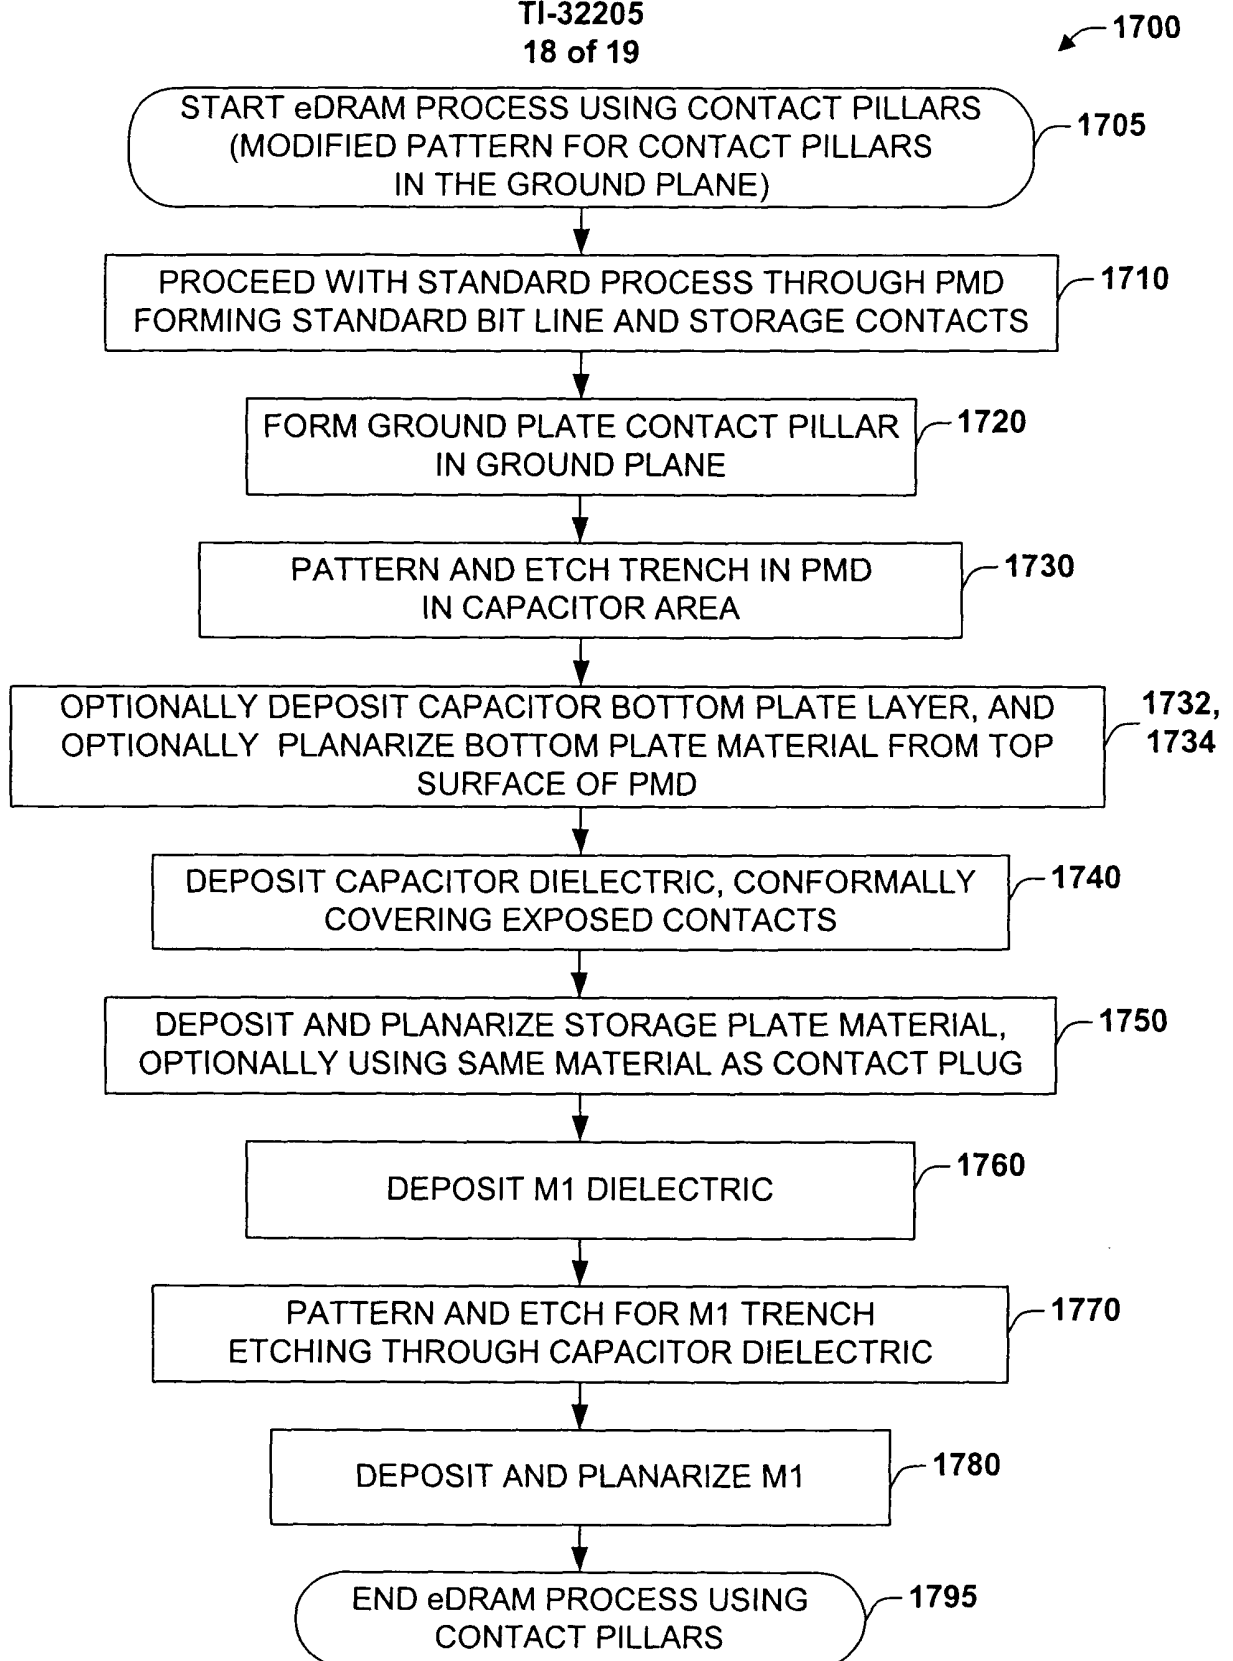 TI-32205
18 of 19
1700
START eDRAM PROCESS USING CONTACT PILLARS
(MODIFIED PATTERN FOR CONTACT PILLARS
IN THE GROUND PLANE)
1705
PROCEED WITH STANDARD PROCESS THROUGH PMD
FORMING STANDARD BIT LINE AND STORAGE CONTACTS
1710
FORM GROUND PLATE CONTACT PILLAR
IN GROUND PLANE
1720
PATTERN AND ETCH TRENCH IN PMD
IN CAPACITOR AREA
1730
OPTIONALLY DEPOSIT CAPACITOR BOTTOM PLATE LAYER, AND
OPTIONALLY PLANARIZE BOTTOM PLATE MATERIAL FROM TOP
SURFACE OF PMD
1732,
1734
DEPOSIT CAPACITOR DIELECTRIC, CONFORMALLY
COVERING EXPOSED CONTACTS
1740
DEPOSIT AND PLANARIZE STORAGE PLATE MATERIAL,
OPTIONALLY USING SAME MATERIAL AS CONTACT PLUG
1750
DEPOSIT M1 DIELECTRIC
1760
PATTERN AND ETCH FOR M1 TRENCH
ETCHING THROUGH CAPACITOR DIELECTRIC
1770
DEPOSIT AND PLANARIZE M1
1780
END eDRAM PROCESS USING
CONTACT PILLARS
1795